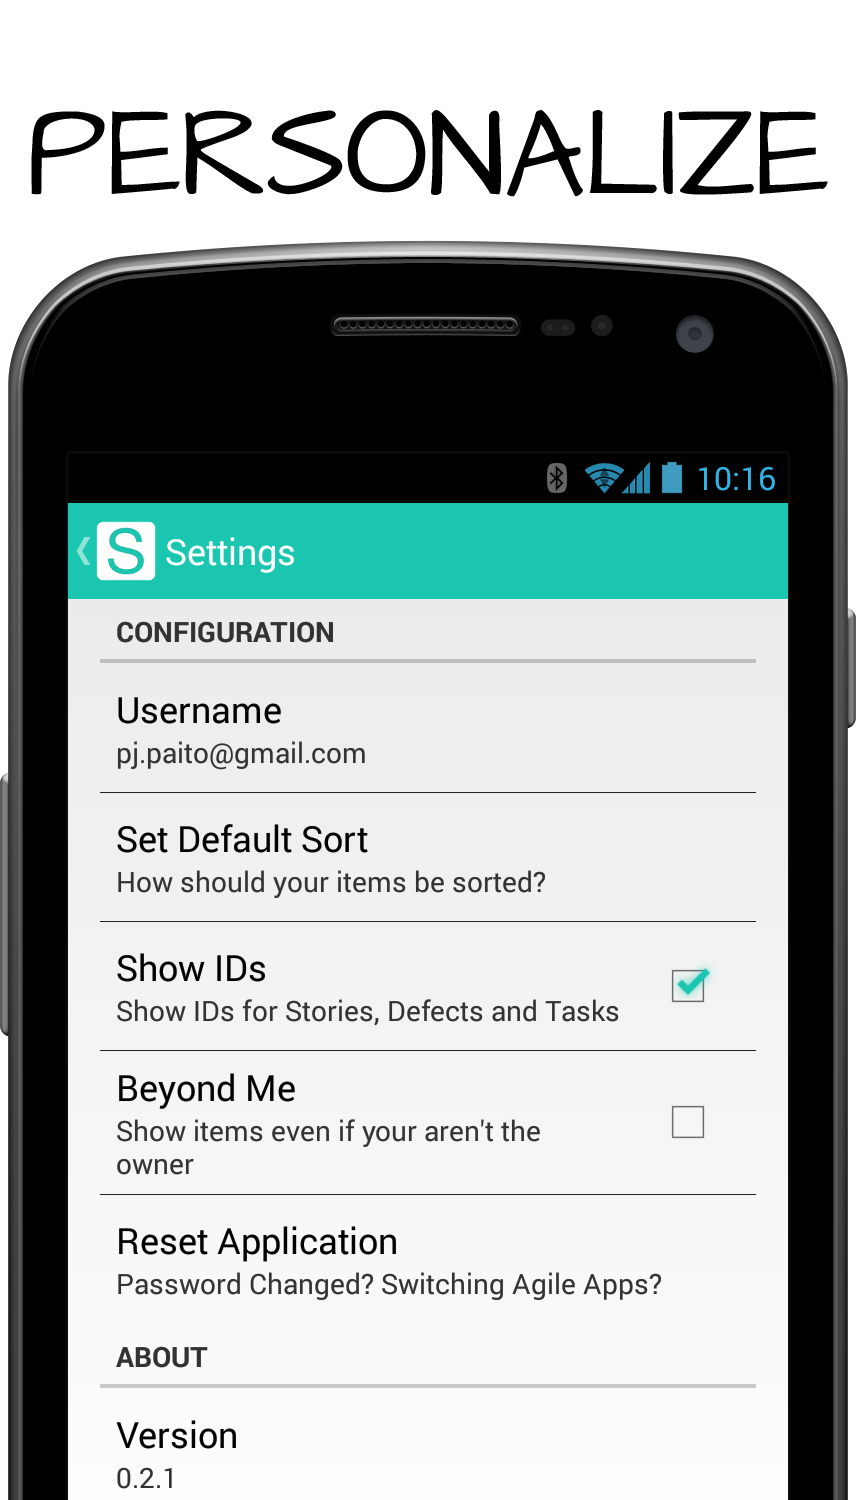 PERSONALIZE
10:16
S Settings
CONFIGURATION
Username
pj.paito@gmail.com
Set Default Sort
How should your items be sorted?
Show IDs
Show IDs for Stories, Defects and Tasks
Beyond Me
Show items even if your aren't the
owner
Reset Application
Password Changed? Switching Agile Apps?
ABOUT
Version
0.2.1